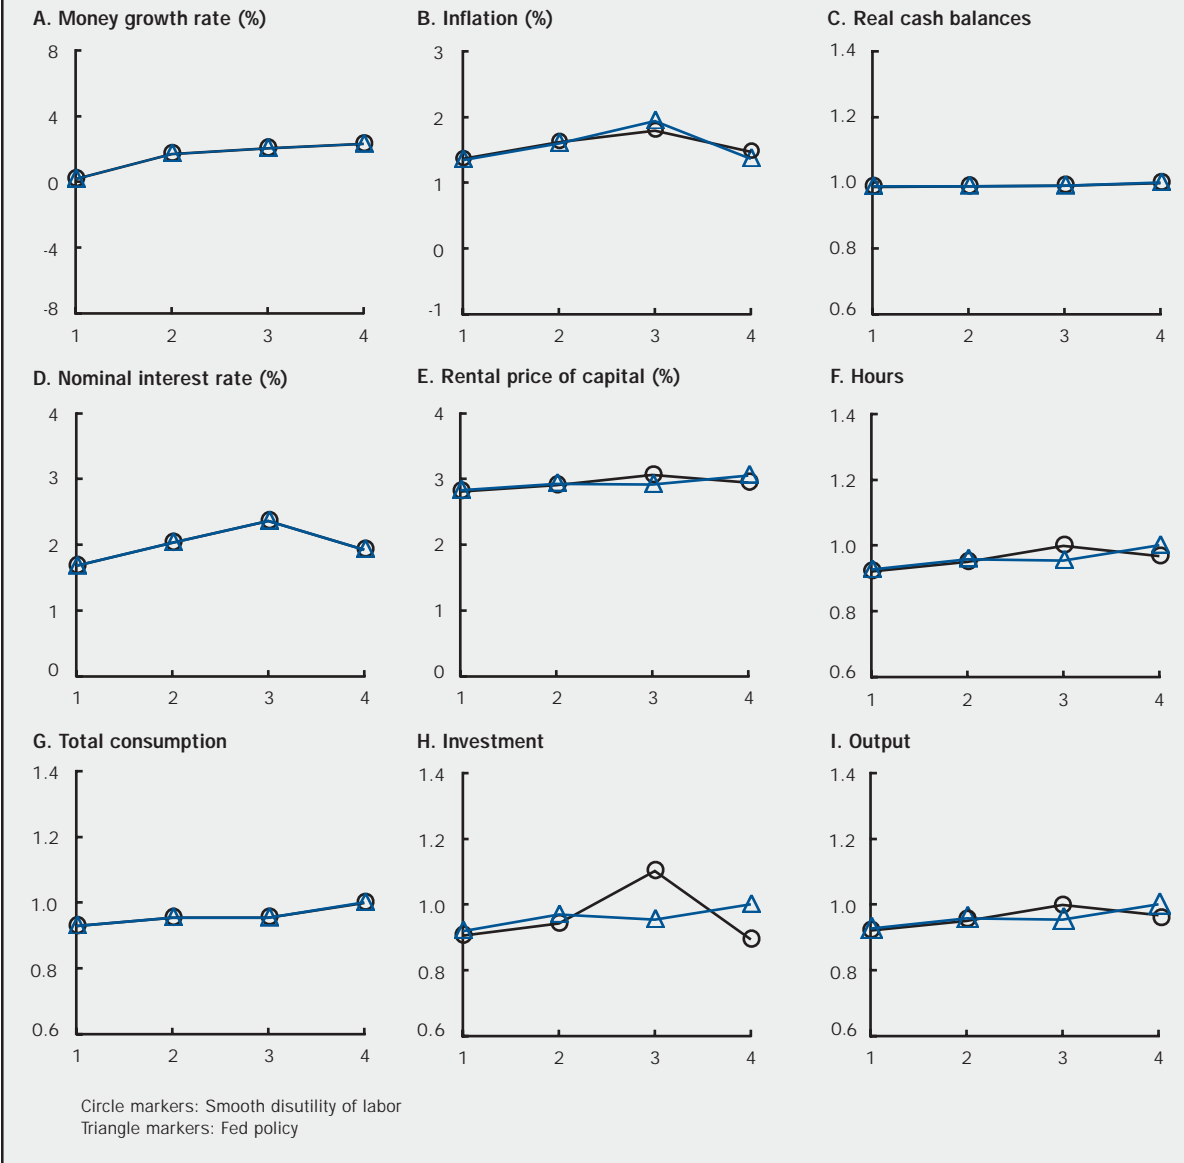 A. Money growth rate (%)
8
4
0
-4
-8
1 2 3 4
B. Inflation (%)
3
2
1
0
-1
1 2 3 4
C. Real cash balances
1.4
1.2
1.0
0.8
0.6
1 2 3 4
D. Nominal interest rate (%)
4
3
2
1
0
1 2 3 4
E. Rental price of capital (%)
4
3
2
1
0
1 2 3 4
F. Hours
1.4
1.2
1.0
0.8
0.6
1 2 3 4
G. Total consumption
1.4
1.2
1.0
0.8
0.6
1 2 3 4
H. Investment
1.4
1.2
1.0
0.8
0.6
1 2 3 4
I. Output
1.4
1.2
1.0
0.8
0.6
1 2 3 4
Circle markers: Smooth disutility of labor
Triangle markers: Fed policy